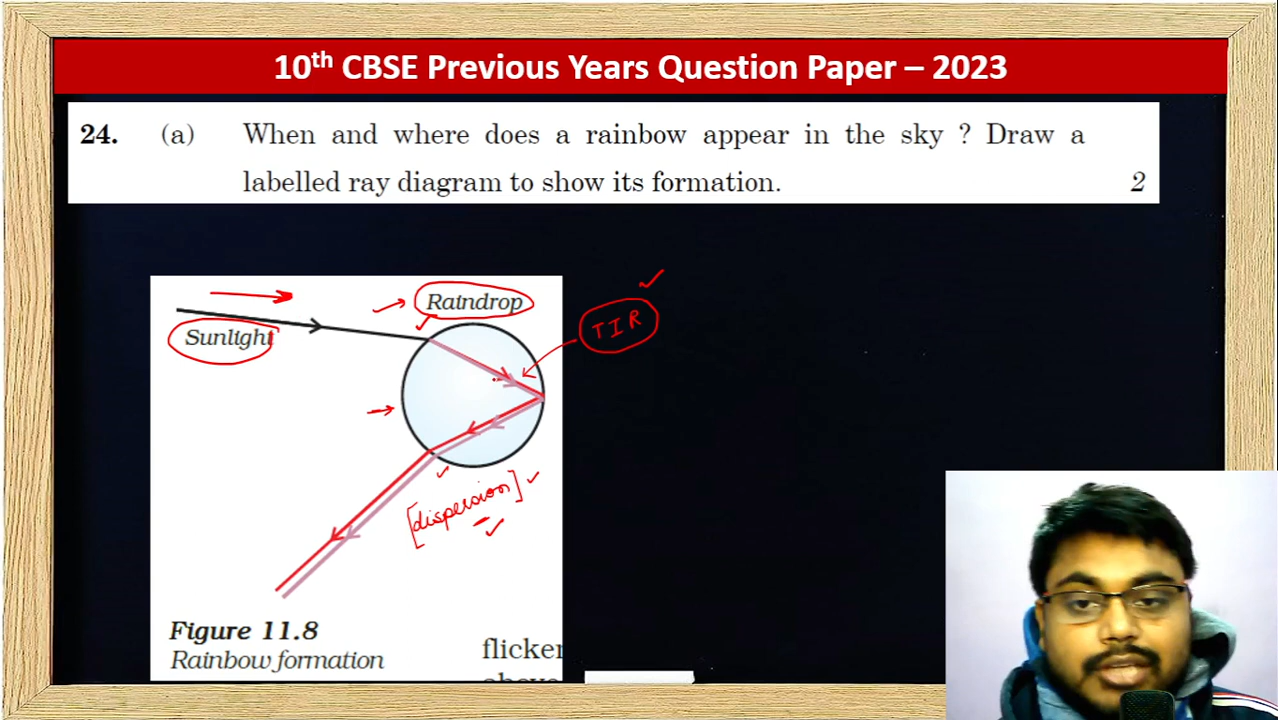 10th CBSE Previous Years Question Paper – 2023
24. (a) When and where does a rainbow appear in the sky ? Draw a
labelled ray diagram to show its formation. 2
Raindrop
TIR
Sunlight
[dispersion]
Figure 11.8
Rainbow formation
flicker